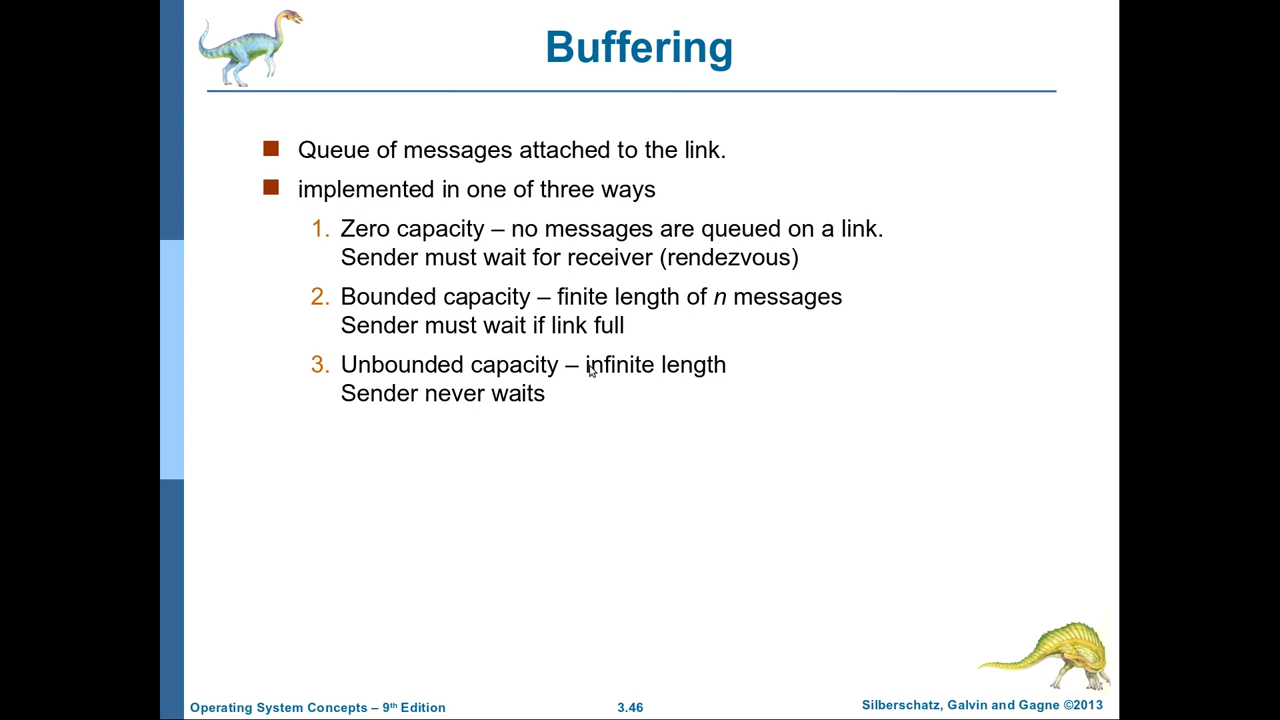 Buffering
Queue of messages attached to the link.
implemented in one of three ways
1. Zero capacity – no messages are queued on a link.
Sender must wait for receiver (rendezvous)
2. Bounded capacity – finite length of n messages
Sender must wait if link full
3. Unbounded capacity – infinite length
Sender never waits
Operating System Concepts – 9th Edition
3.46
Silberschatz, Galvin and Gagne ©2013